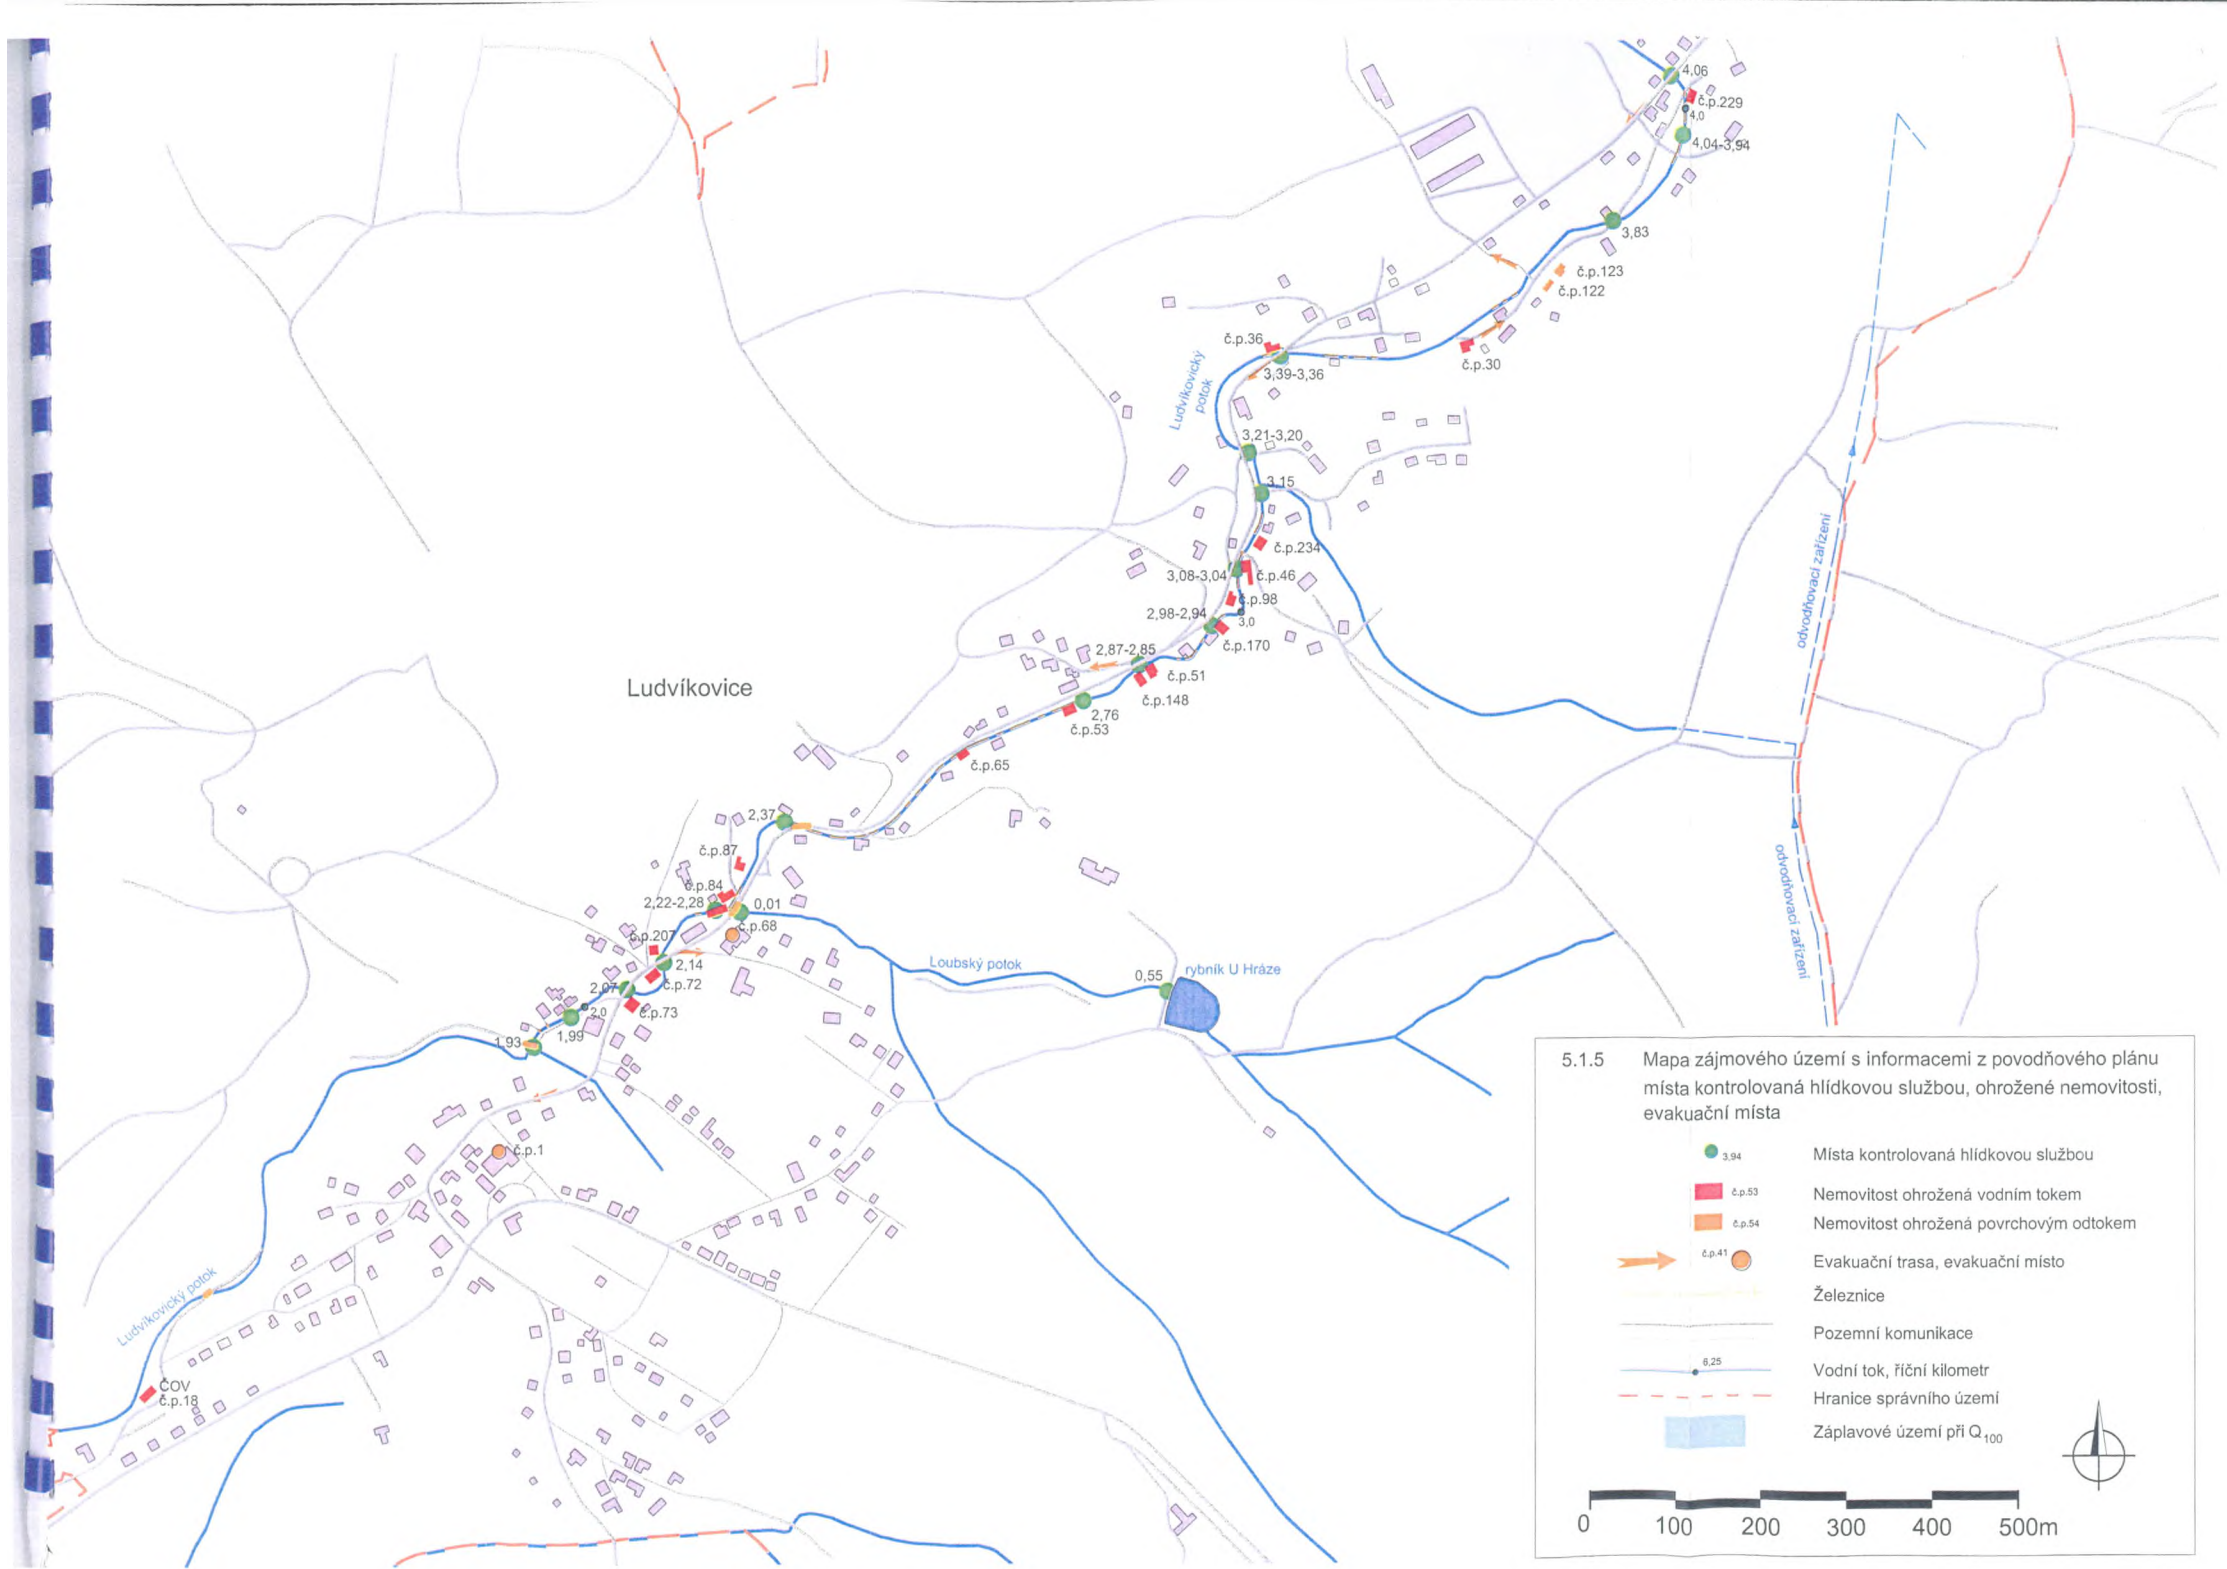 4,06
č.p.229
4,0
4,04-3,94
3,83
č.p.123
č.p.122
č.p.36
3,39-3,36
č.p.30
Ludvíkovický
potok
3,21-3,20
3,15
č.p.234
3,08-3,04
č.p.46
č.p.98
2,98-2,94
3,0
č.p.170
2,87-2,85
č.p.51
č.p.148
2,76
č.p.53
Ludvíkovice
č.p.65
odvodňovací zařízení
2,37
č.p.87
č.p.84
2,22-2,28
0,01
č.p.68
č.p.207
2,14
č.p.72
2,07
2,0
č.p.73
1,99
1,93
Loubský potok
0,55
rybník U Hráze
odvodňovací zařízení
č.p.1
Ludvíkovický potok
ČOV
č.p.18
5.1.5 Mapa zájmového území s informacemi z povodňového plánu
místa kontrolovaná hlídkovou službou, ohrožené nemovitosti,
evakuační místa
3,94 Místa kontrolovaná hlídkovou službou
č.p.53 Nemovitost ohrožená vodním tokem
č.p.54 Nemovitost ohrožená povrchovým odtokem
č.p.41 Evakuační trasa, evakuační místo
Železnice
Pozemní komunikace
6,25 Vodní tok, říční kilometr
Hranice správního území
Záplavové území při Q100
0 100 200 300 400 500m